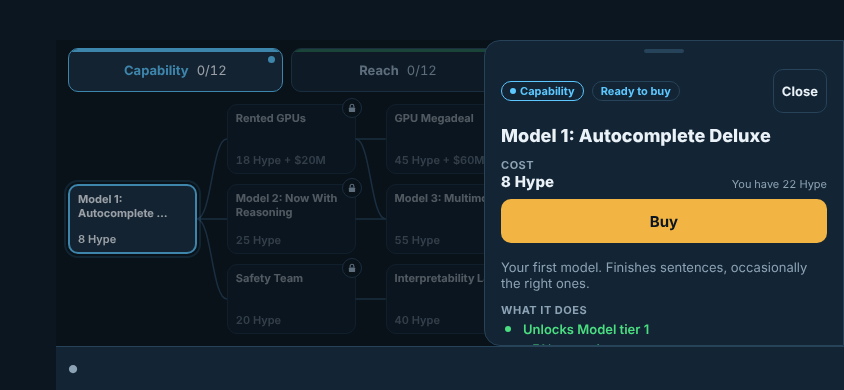 Capability 0/12
Reach 0/12
Rented GPUs
18 Hype + $20M
GPU Megadeal
45 Hype + $60M
Model 1:
Autocomplete ...
8 Hype
Model 2: Now With
Reasoning
25 Hype
Model 3:
55 Hype
Safety Team
20 Hype
Interpretability
40 Hype
Capability
Ready to buy
Close
Model 1: Autocomplete Deluxe
COST
8 Hype
You have 22 Hype
Buy
Your first model. Finishes sentences, occasionally
the right ones.
WHAT IT DOES
Unlocks Model tier 1